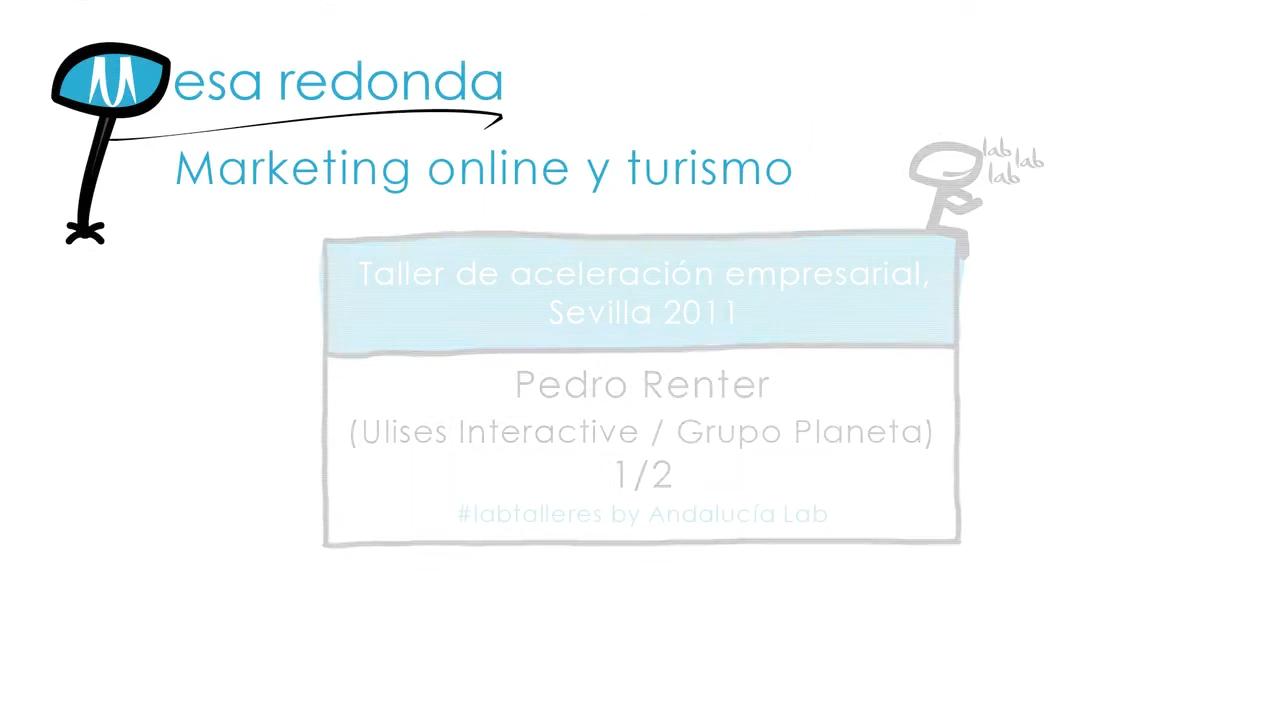 Mesa redonda
Marketing online y turismo
lab lab
lab
Taller de aceleración empresarial,
Sevilla 2011
Pedro Renter
(Ulises Interactive / Grupo Planeta)
1/2
#labtalleres by Andalucía Lab